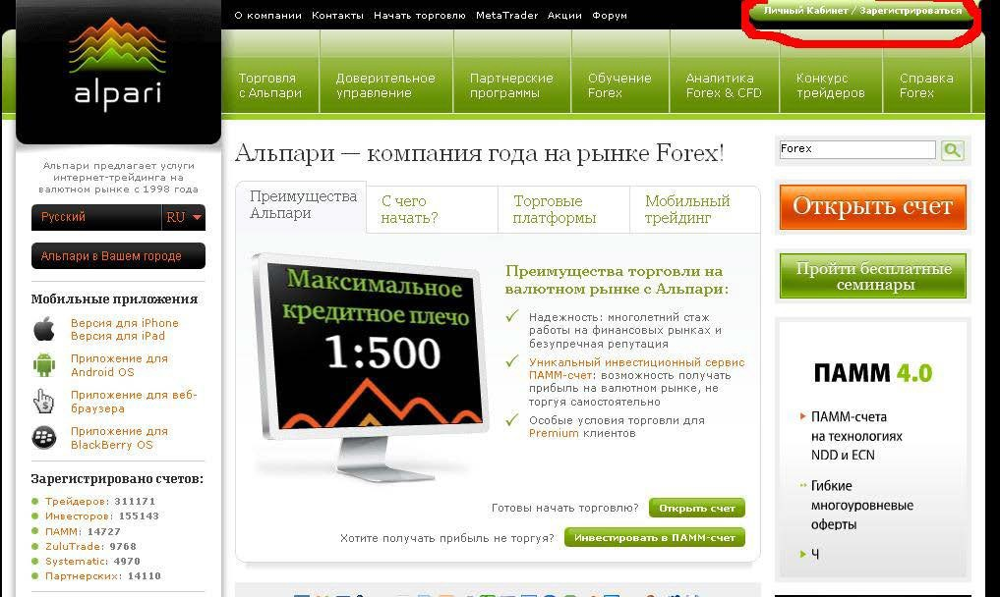 О компании Контакты Начать торговлю MetaTrader Акции Форум
Личный Кабинет / Зарегистрироваться
alpari
Торговля
с Альпари
Доверительное
управление
Партнерские
программы
Обучение
Forex
Аналитика
Forex & CFD
Конкурс
трейдеров
Справка
Forex
Альпари предлагает услуги
интернет-трейдинга на
валютном рынке с 1998 года
Русский RU
Альпари в Вашем городе
Мобильные приложения
Версия для iPhone
Версия для iPad
Приложение для
Android OS
Приложение для веб-
браузера
Приложение для
BlackBerry OS
Зарегистрировано счетов:
Трейдеров: 311171
Инвесторов: 155143
ПАММ: 14727
ZuluTrade: 9768
Systematic: 4970
Партнерских: 14110
Альпари — компания года на рынке Forex!
Преимущества
Альпари
С чего
начать?
Торговые
платформы
Мобильный
трейдинг
Максимальное
кредитное плечо
1:500
Преимущества торговли на
валютном рынке с Альпари:
Надежность: многолетний стаж
работы на финансовых рынках и
безупречная репутация
Уникальный инвестиционный сервис
ПАММ-счет: возможность получать
прибыль на валютном рынке, не
торгуя самостоятельно
Особые условия торговли для
Premium клиентов
Готовы начать торговлю? Открыть счет
Хотите получать прибыль не торгуя? Инвестировать в ПАММ-счет
Forex
Открыть счет
Пройти бесплатные
семинары
ПАММ 4.0
ПАММ-счета
на технологиях
NDD и ECN
Гибкие
многоуровневые
оферты
Ч